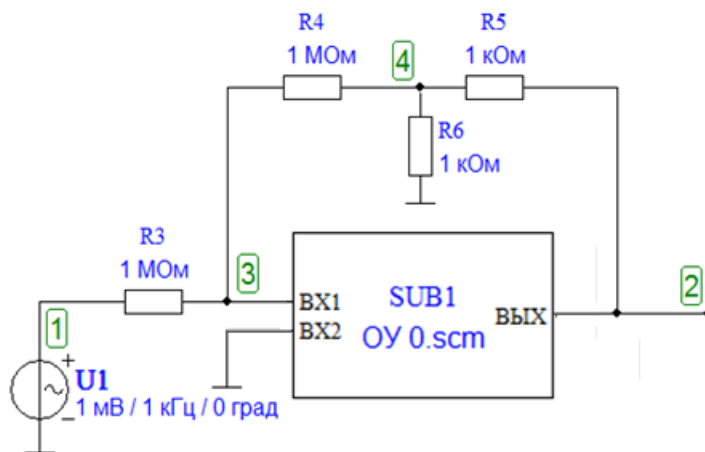 R4
1 МОм
4
R5
1 кОм
R6
1 кОм
R3
1 МОм
3
ВХ1
ВХ2
SUB1
ОУ 0.scm
ВЫХ
2
1
+
U1
1 мВ / 1 кГц / 0 град